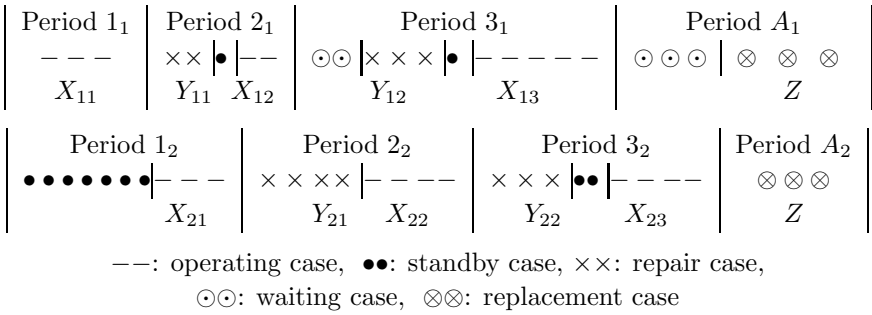 Period 1₁ Period 2₁ Period 3₁ Period A₁
− − − ×× • −− ⊙⊙ × × × • − − − − − ⊙ ⊙ ⊙ ⊗ ⊗ ⊗
X₁₁ Y₁₁ X₁₂ Y₁₂ X₁₃ Z
Period 1₂ Period 2₂ Period 3₂ Period A₂
• • • • • • • − − − × × ×× − − −− × × × •• − − −− ⊗ ⊗ ⊗
X₂₁ Y₂₁ X₂₂ Y₂₂ X₂₃ Z
−−: operating case, ••: standby case, ××: repair case,
⊙⊙: waiting case, ⊗⊗: replacement case